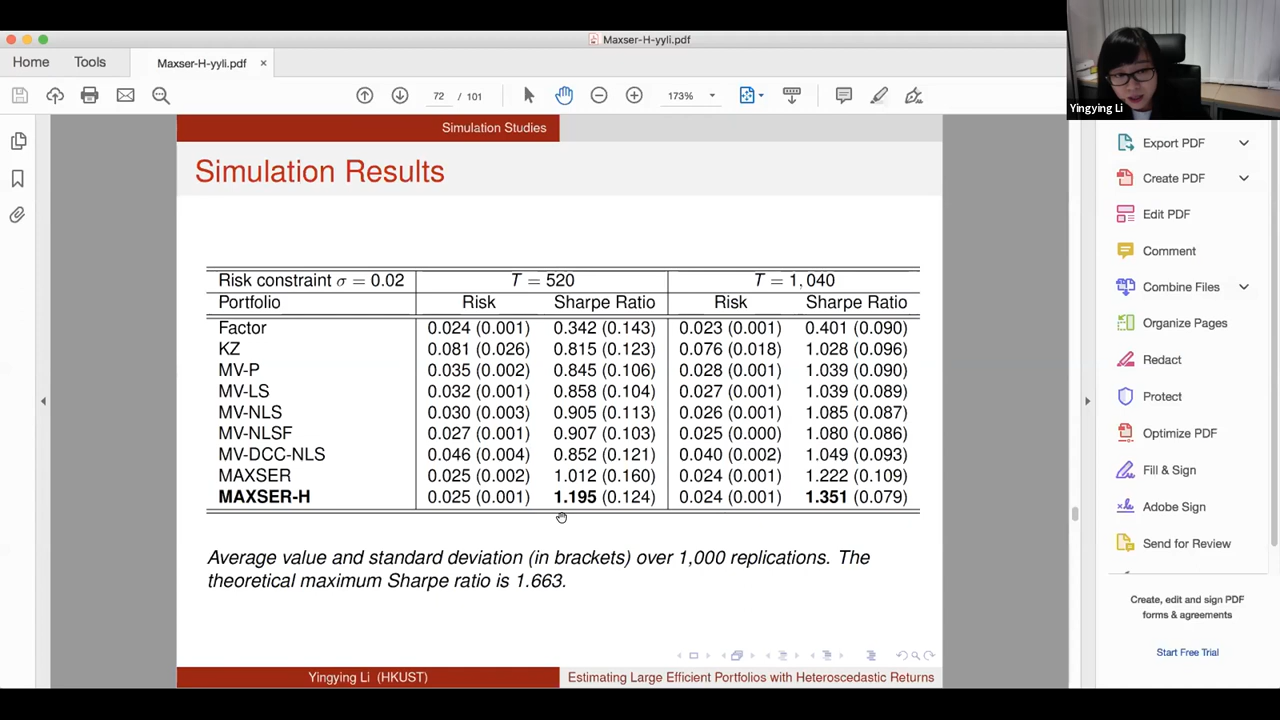 Maxser-H-yyli.pdf
Home
Tools
Maxser-H-yyli.pdf ×
72 / 101
173%
Yingying Li
Simulation Studies
Simulation Results
Risk constraint σ = 0.02 T = 520 T = 1, 040
Portfolio Risk Sharpe Ratio Risk Sharpe Ratio
Factor 0.024 (0.001) 0.342 (0.143) 0.023 (0.001) 0.401 (0.090)
KZ 0.081 (0.026) 0.815 (0.123) 0.076 (0.018) 1.028 (0.096)
MV-P 0.035 (0.002) 0.845 (0.106) 0.028 (0.001) 1.039 (0.090)
MV-LS 0.032 (0.001) 0.858 (0.104) 0.027 (0.001) 1.039 (0.089)
MV-NLS 0.030 (0.003) 0.905 (0.113) 0.026 (0.001) 1.085 (0.087)
MV-NLSF 0.027 (0.001) 0.907 (0.103) 0.025 (0.000) 1.080 (0.086)
MV-DCC-NLS 0.046 (0.004) 0.852 (0.121) 0.040 (0.002) 1.049 (0.093)
MAXSER 0.025 (0.002) 1.012 (0.160) 0.024 (0.001) 1.222 (0.109)
MAXSER-H 0.025 (0.001) 1.195 (0.124) 0.024 (0.001) 1.351 (0.079)
Average value and standard deviation (in brackets) over 1,000 replications. The
theoretical maximum Sharpe ratio is 1.663.
Yingying Li (HKUST)
Estimating Large Efficient Portfolios with Heteroscedastic Returns
Export PDF
Create PDF
Edit PDF
Comment
Combine Files
Organize Pages
Redact
Protect
Optimize PDF
Fill & Sign
Adobe Sign
Send for Review
Create, edit and sign PDF
forms & agreements
Start Free Trial